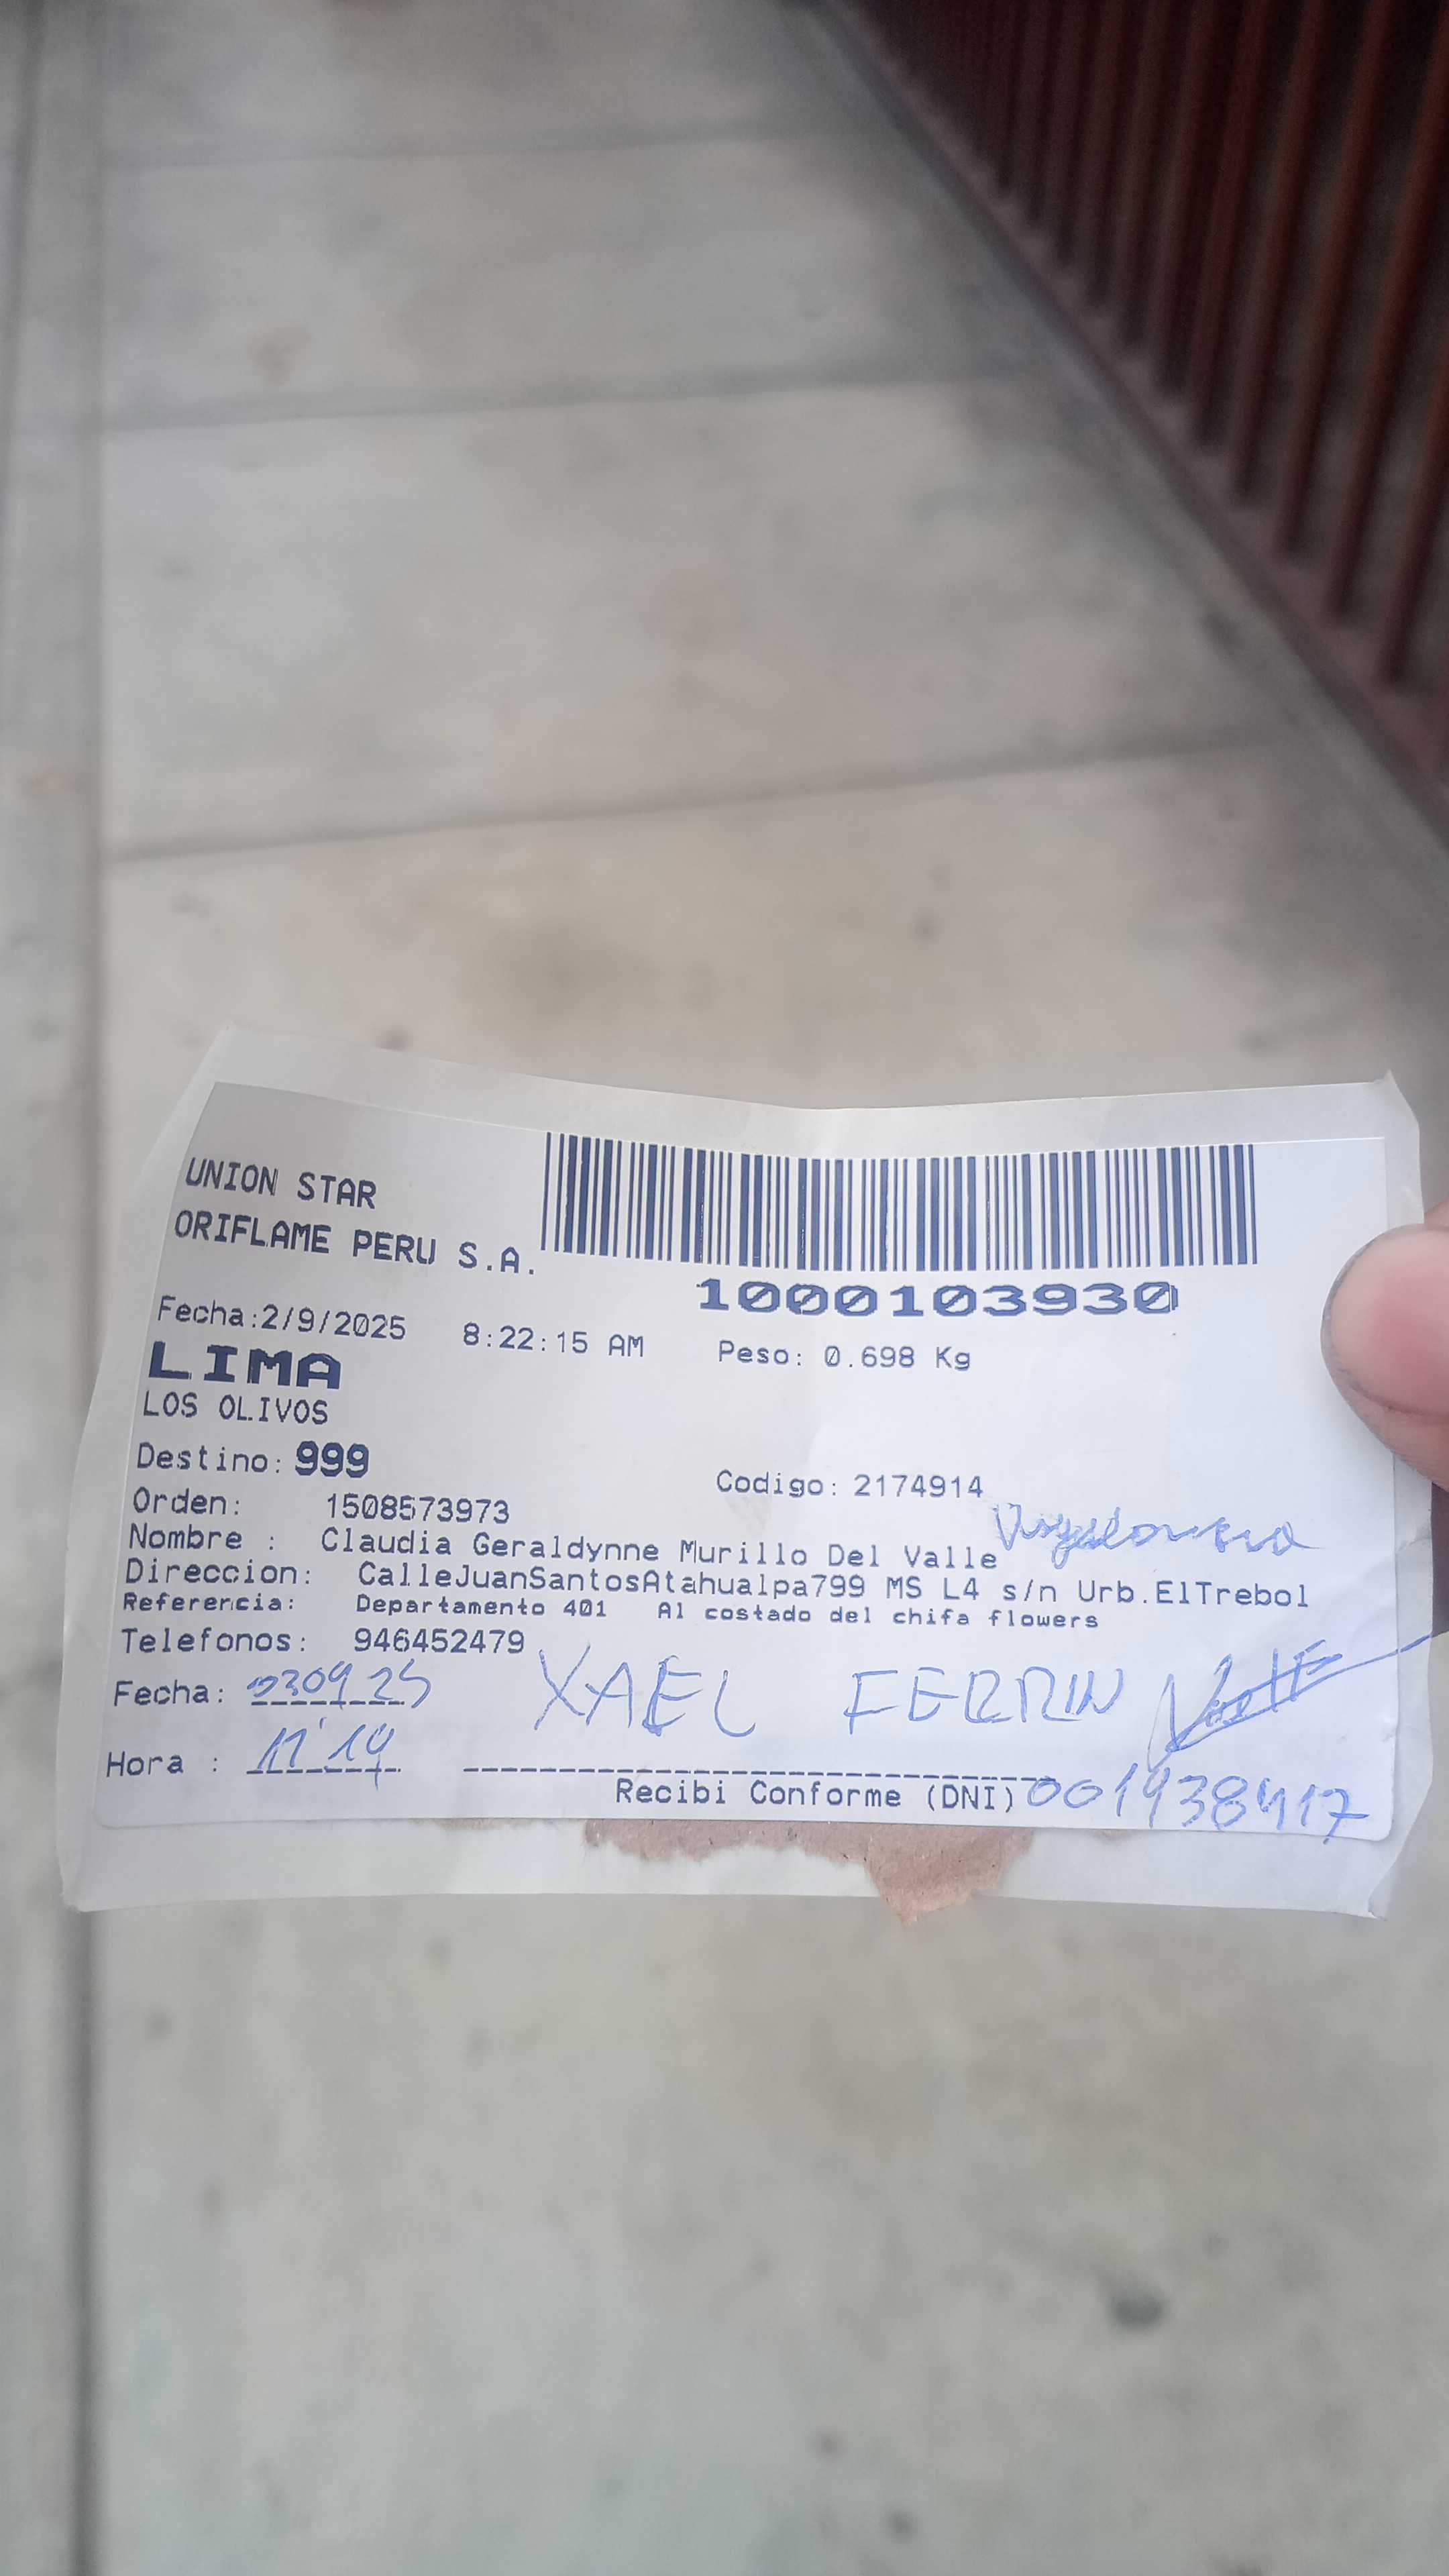 UNION STAR
ORIFLAME PERU S.A.
1000103930
Fecha:2/9/2025 8:22:15 AM Peso: 0.698 Kg
LIMA
LOS OLIVOS
Destino: 999
Codigo: 2174914
Orden: 1508573973
Nombre : Claudia Geraldynne Murillo Del Valle
Direccion: CalleJuanSantosAtahualpa799 MS L4 s/n Urb.ElTrebol
Referencia: Departamento 401 Al costado del chifa flowers
Telefonos: 946452479
Fecha: 030925 XAEL FERRIN
Hora : 11:14
Recibi Conforme (DNI) 001938417